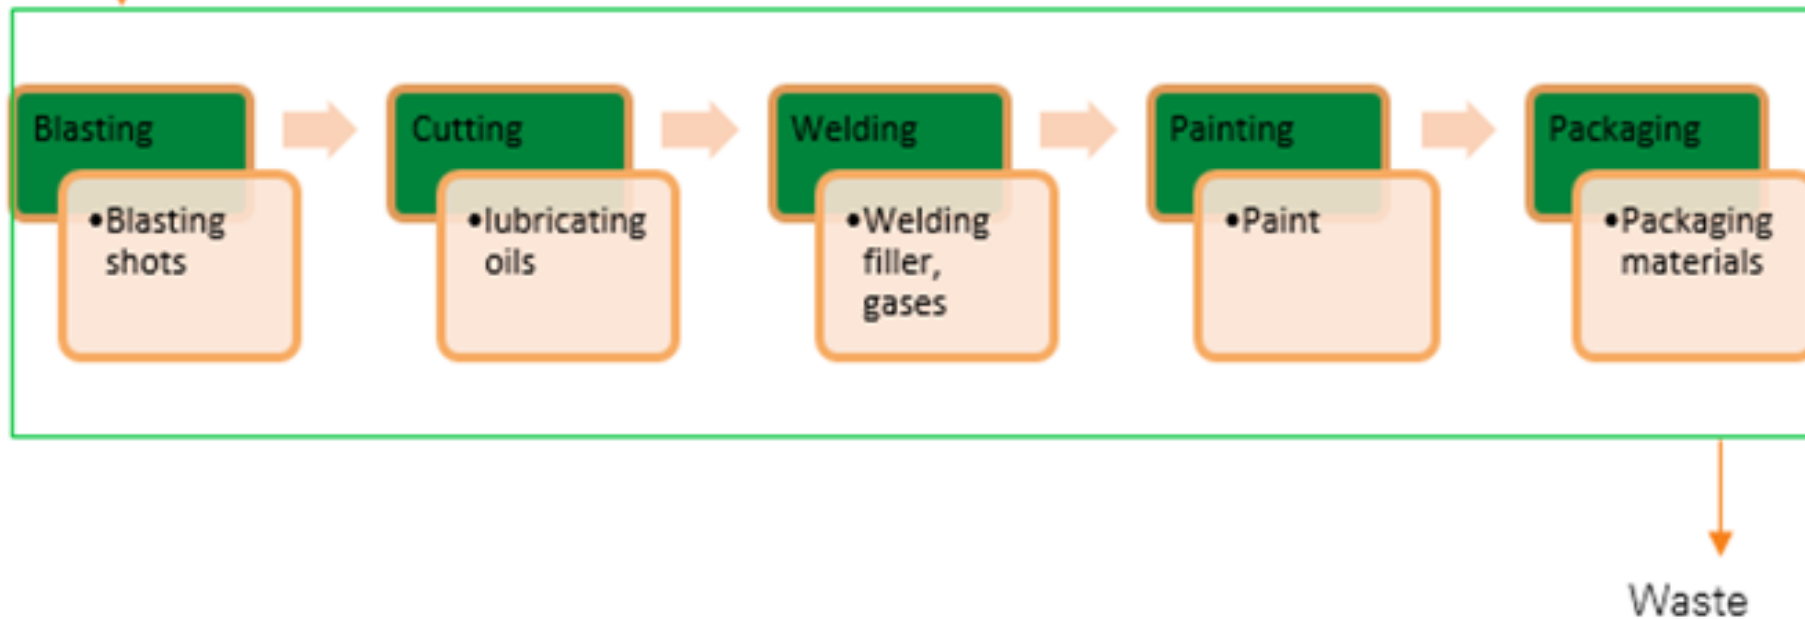 Blasting
Cutting
Welding
Painting
Packaging
•Blasting
shots
•lubricating
oils
•Welding
filler,
gases
•Paint
•Packaging
materials
Waste